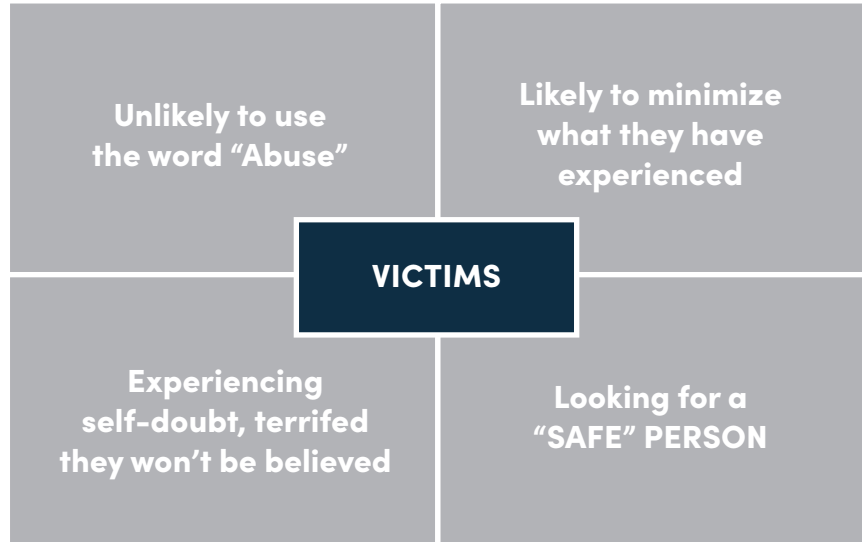 Unlikely to use
the word “Abuse”
Likely to minimize
what they have
experienced
VICTIMS
Experiencing
self-doubt, terrifed
they won’t be believed
Looking for a
“SAFE” PERSON